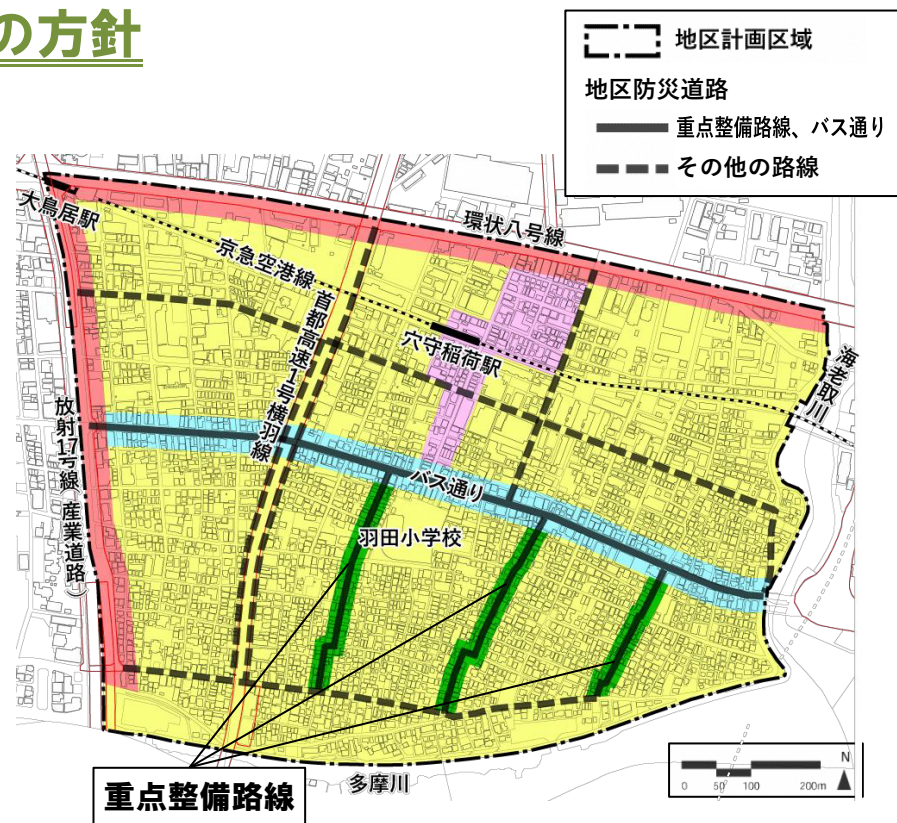 の方針
地区計画区域
地区防災道路
重点整備路線、バス通り
その他の路線
大鳥居駅
環状八号線
京急空港線
首都高速1号横羽線
穴守稲荷駅
海老取川
放射17号線(産業道路)
バス通り
羽田小学校
多摩川
重点整備路線
N
0 50 100 200m